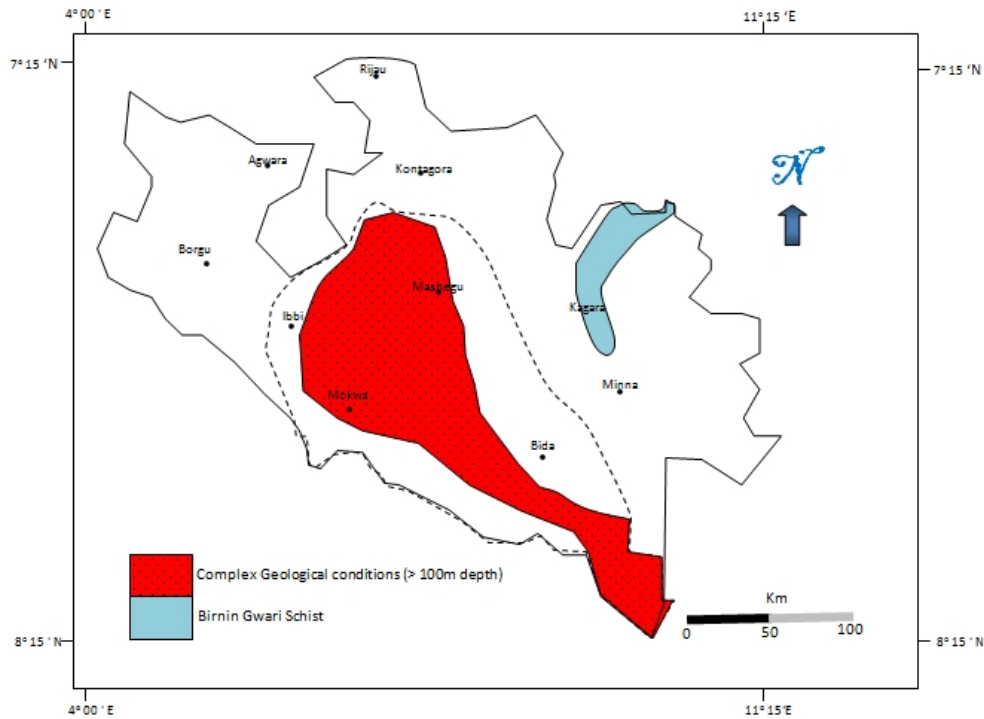 4° 00 ' E
11° 15 ‘E
7° 15 ‘N
7° 15 ‘N
Rijau
Agwara
Kontagora
N
Borgu
Mashegu
Kagara
Ibbi
Minna
Mokwa
Bida
Complex Geological conditions (> 100m depth)
Birnin Gwari Schist
Km
0
50
100
8° 15 ‘ N
8° 15 ‘N
4° 00 ' E
11° 15’E